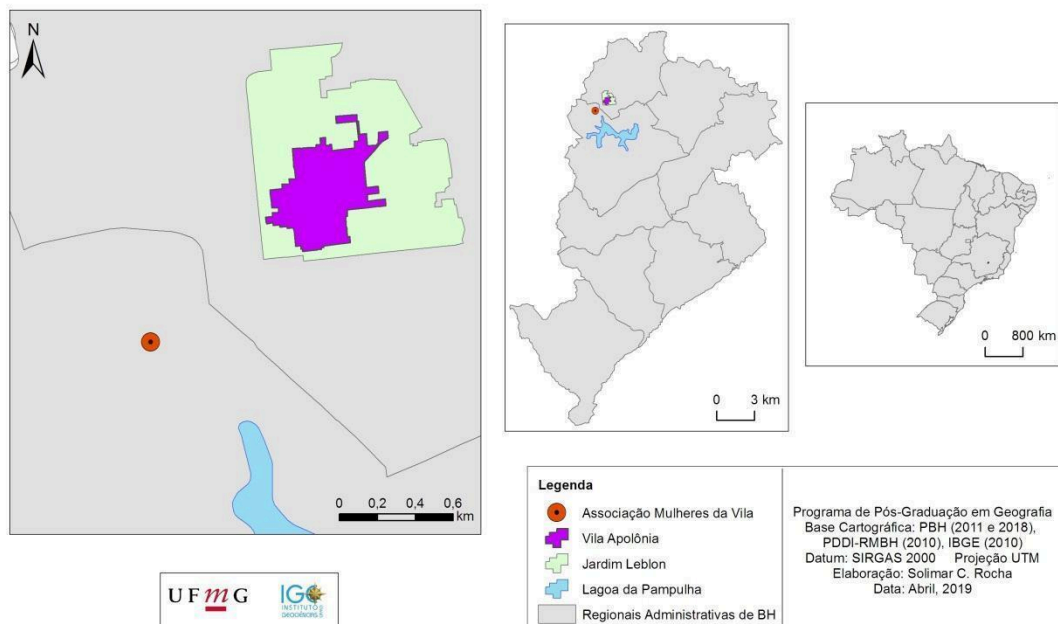 N
0 0,2 0,4 0,6
km
0 3 km
0 800 km
Legenda
Associação Mulheres da Vila
Vila Apolônia
Jardim Leblon
Lagoa da Pampulha
Regionais Administrativas de BH
Programa de Pós-Graduação em Geografia
Base Cartográfica: PBH (2011 e 2018),
PDDI-RMBH (2010), IBGE (2010)
Datum: SIRGAS 2000 Projeção UTM
Elaboração: Solimar C. Rocha
Data: Abril, 2019
UFmG
IGC
INSTITUTO DE
GEOCIÊNCIAS